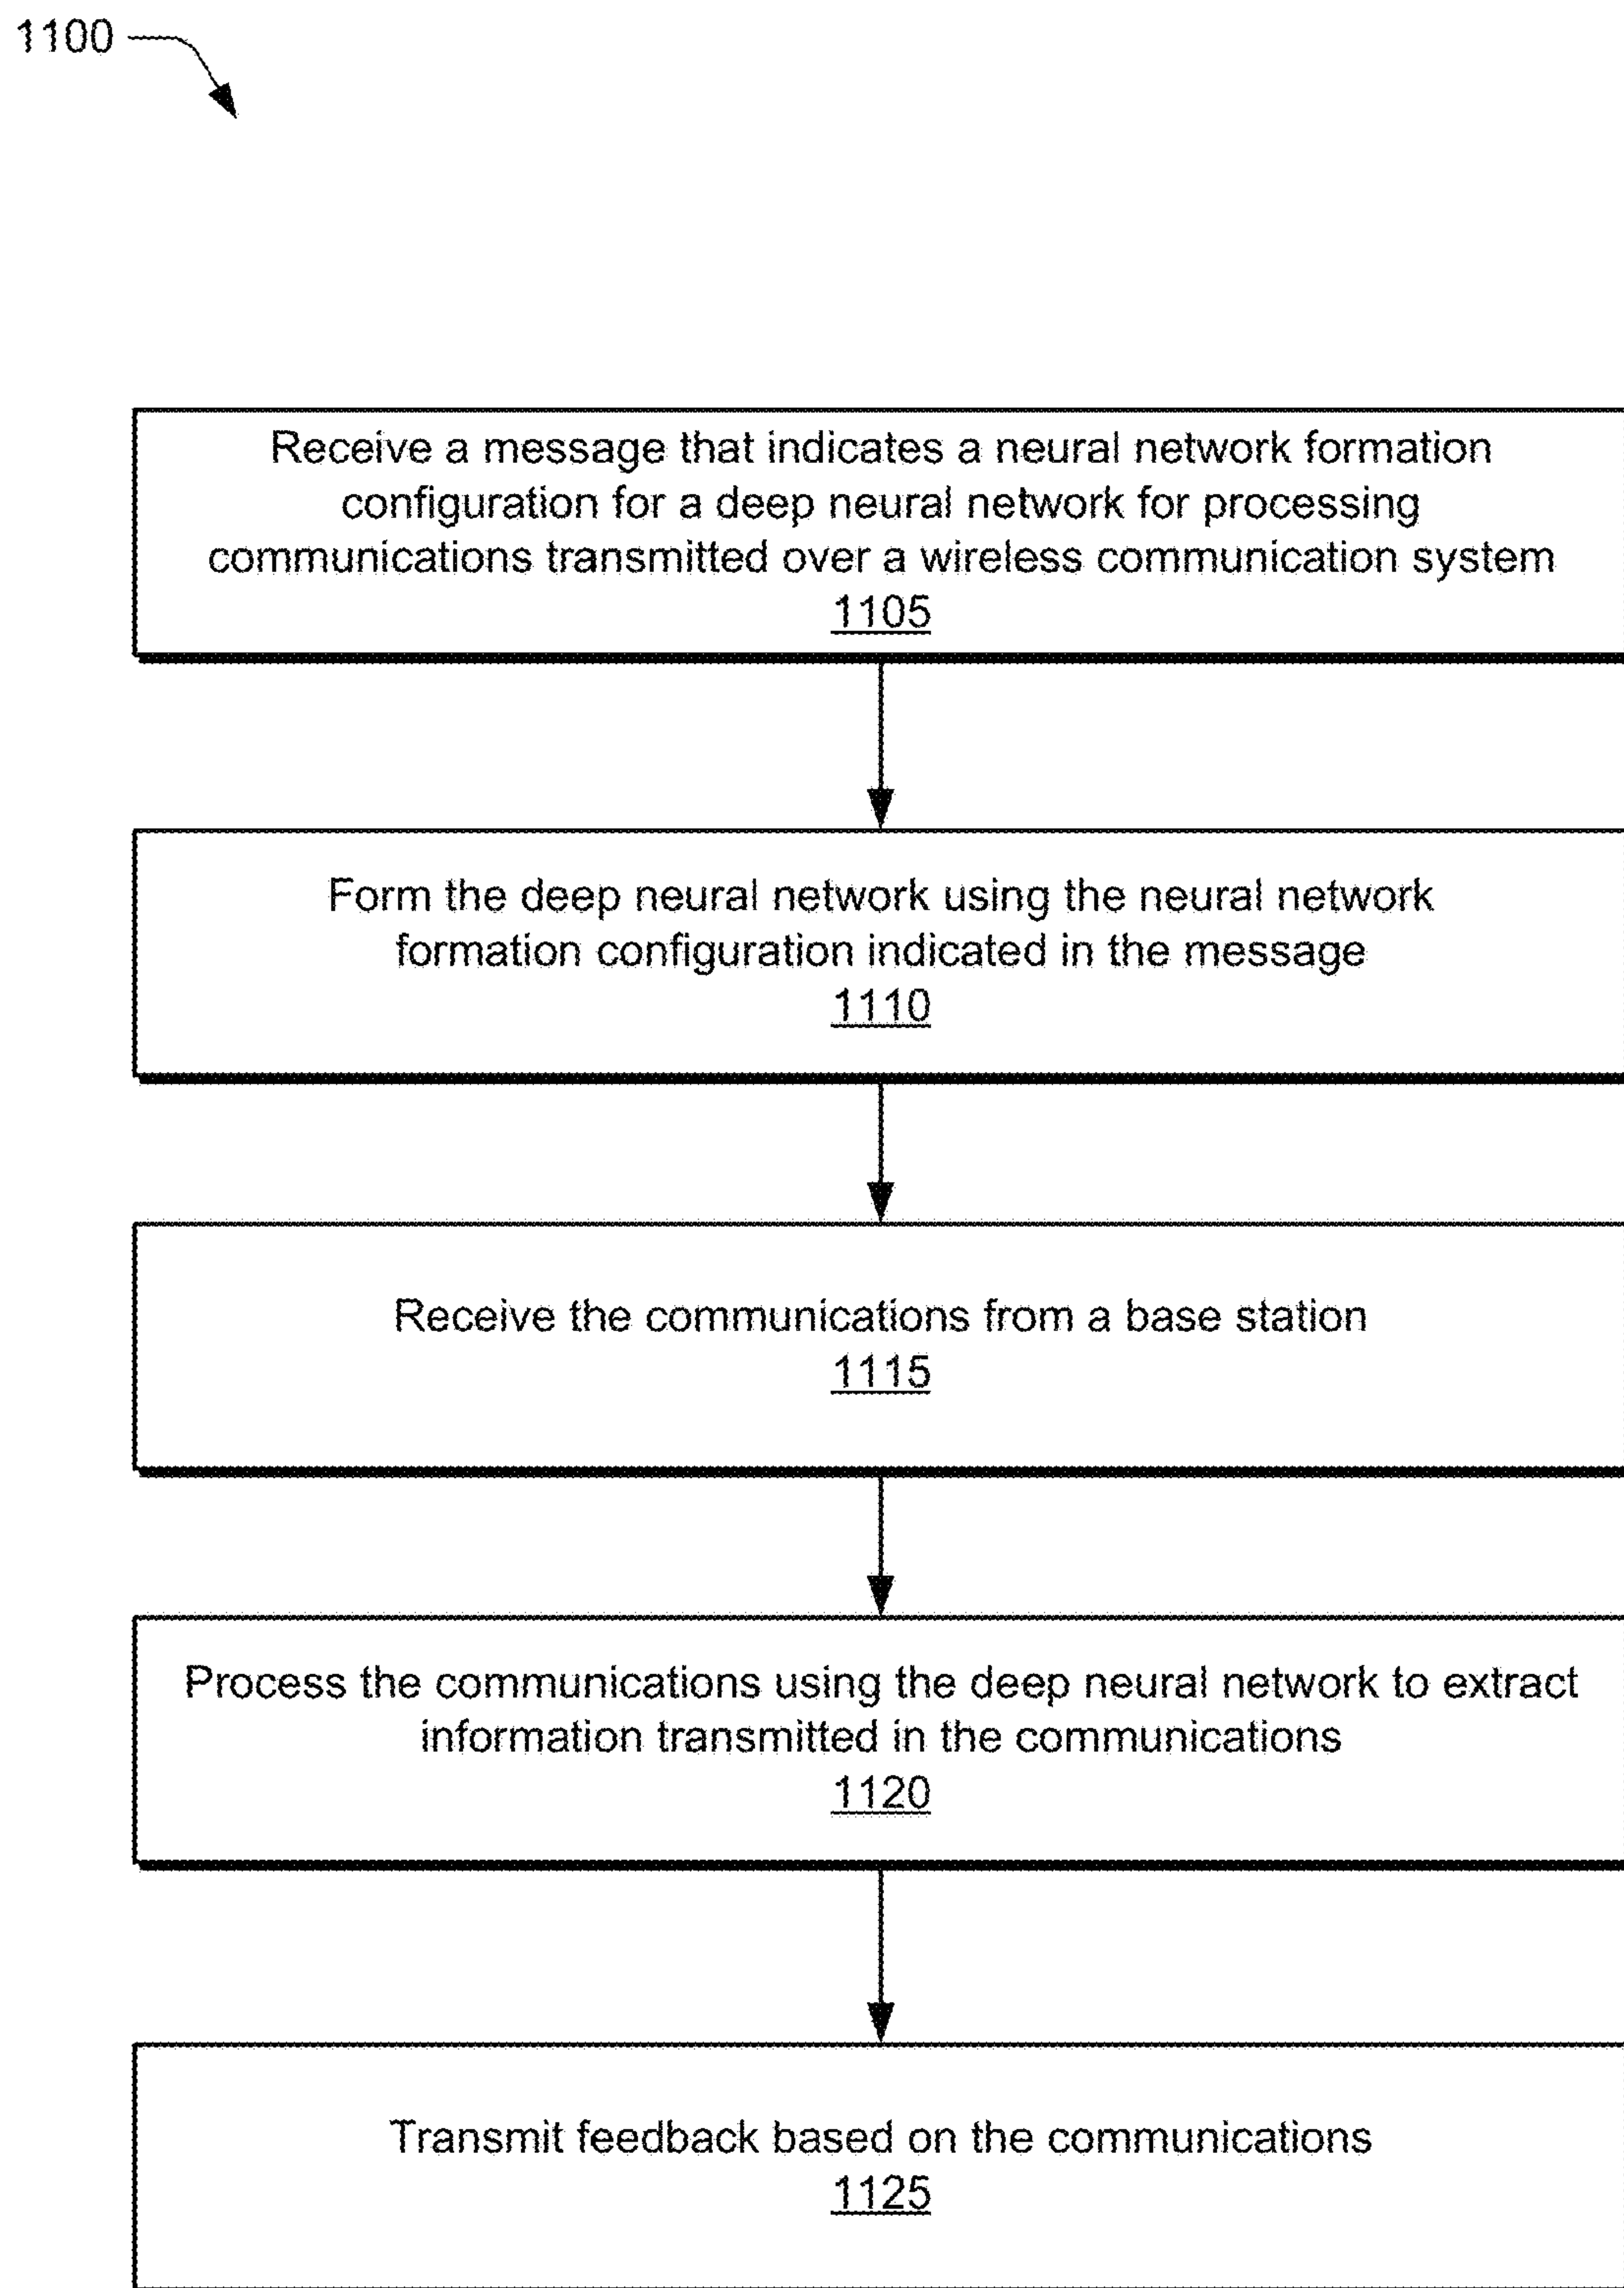 1100
Receive a message that indicates a neural network formation
configuration for a deep neural network for processing
communications transmitted over a wireless communication system
1105
Form the deep neural network using the neural network
formation configuration indicated in the message
1110
Receive the communications from a base station
1115
Process the communications using the deep neural network to extract
information transmitted in the communications
1120
Transmit feedback based on the communications
1125